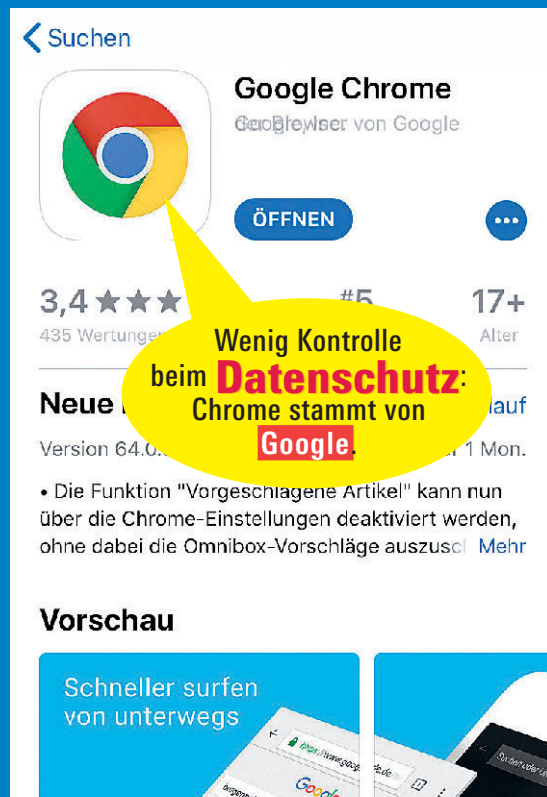 Suchen
Google Chrome
von Google
ÖFFNEN
3,4 #5 17+
435 Wertungen Alter
Wenig Kontrolle
beim Datenschutz:
Chrome stammt von
Google.
Neue
Version 64.0. 1 Mon.
• Die Funktion "Vorgeschlagene Artikel" kann nun
über die Chrome-Einstellungen deaktiviert werden,
ohne dabei die Omnibox-Vorschläge auszusc Mehr
Vorschau
Schneller surfen
von unterwegs
Google